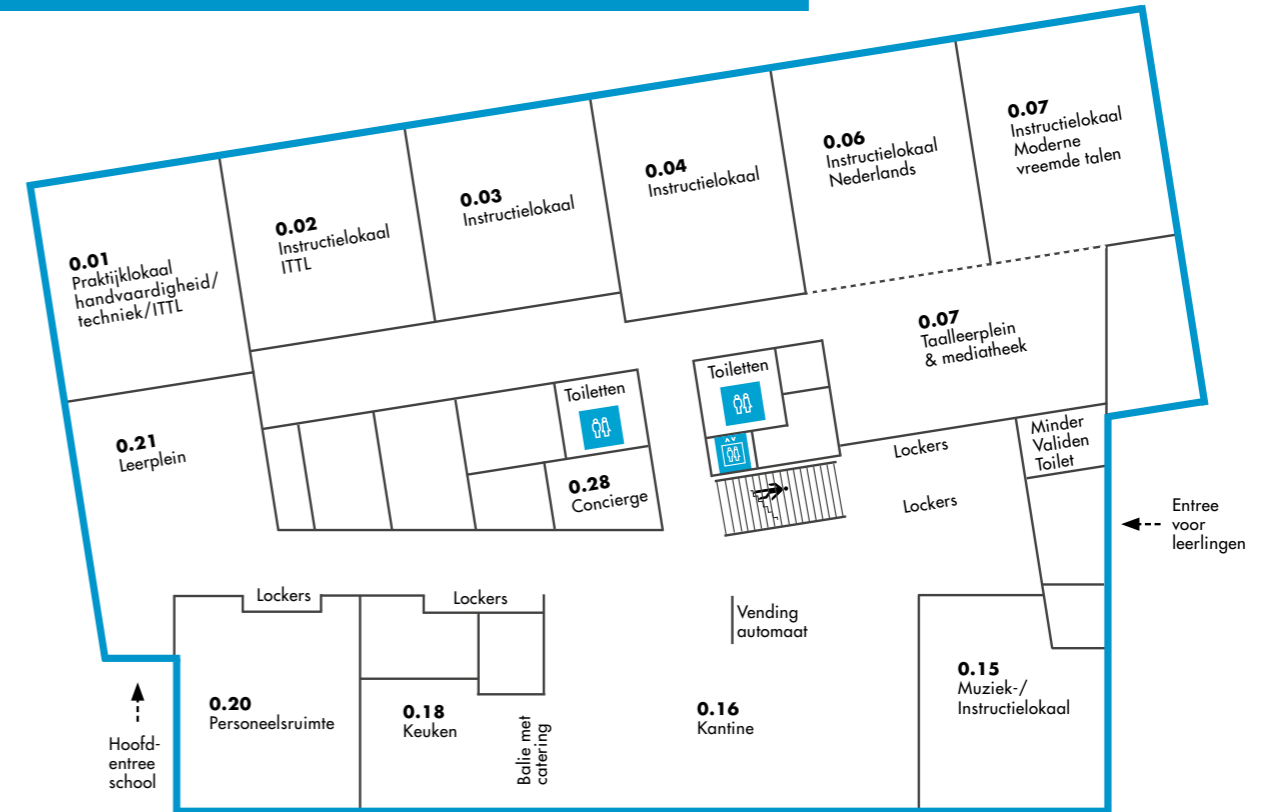 0.01
Praktijklokaal
handvaardigheid/
techniek/ITTL
0.02
Instructielokaal
ITTL
0.03
Instructielokaal
0.04
Instructielokaal
0.06
Instructielokaal
Nederlands
0.07
Instructielokaal
Moderne
vreemde talen
0.07
Taalleerplein
& mediatheek
0.21
Leerplein
Toiletten
0.28
Concierge
Toiletten
Lockers
Lockers
Minder
Validen
Toilet
Entree
voor
leerlingen
Lockers
Lockers
Vending
automaat
0.20
Personeelsruimte
0.18
Keuken
Balie met
catering
0.16
Kantine
0.15
Muziek-/
Instructielokaal
Hoofd-
entree
school